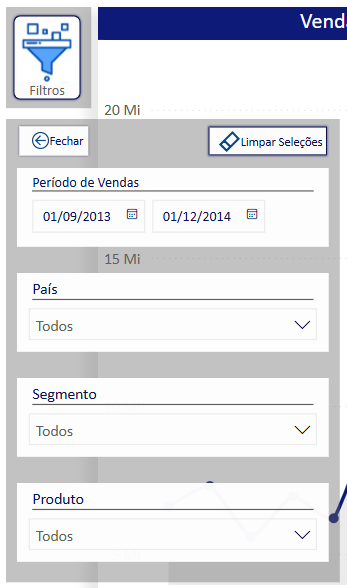 Filtros
20 Mi
Fechar
Limpar Seleções
Período de Vendas
01/09/2013 01/12/2014
15 Mi
País
Todos
Segmento
Todos
Produto
Todos